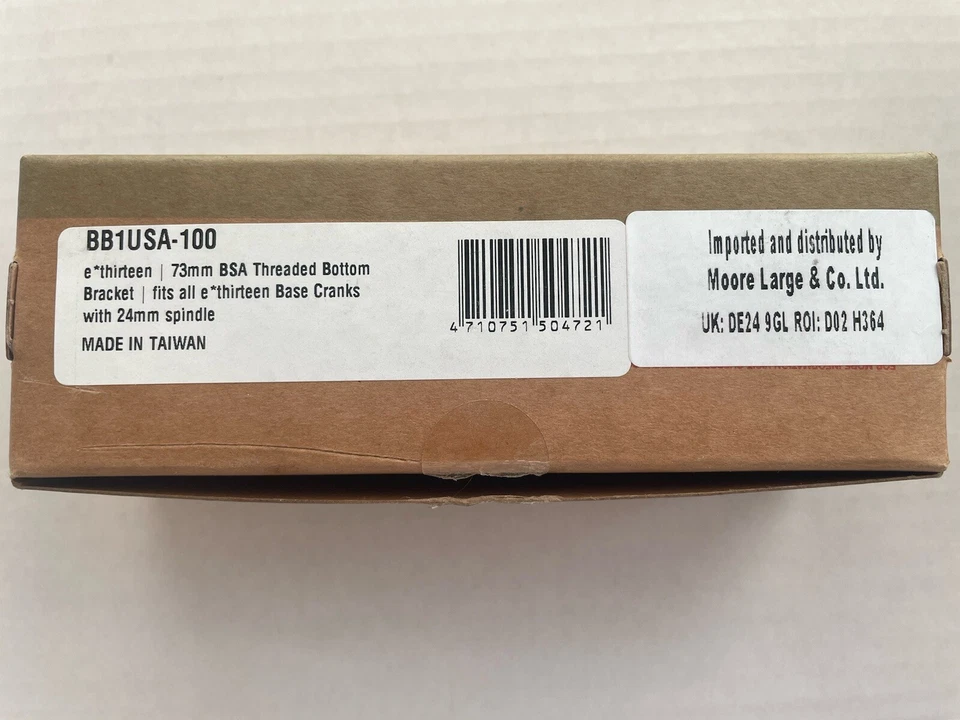 BB1USA-100
e*thirteen | 73mm BSA Threaded Bottom
Bracket | fits all e*thirteen Base Cranks
with 24mm spindle
MADE IN TAIWAN
4 710751 504721
Imported and distributed by
Moore Large & Co. Ltd.
UK: DE24 9GL ROI: D02 H364